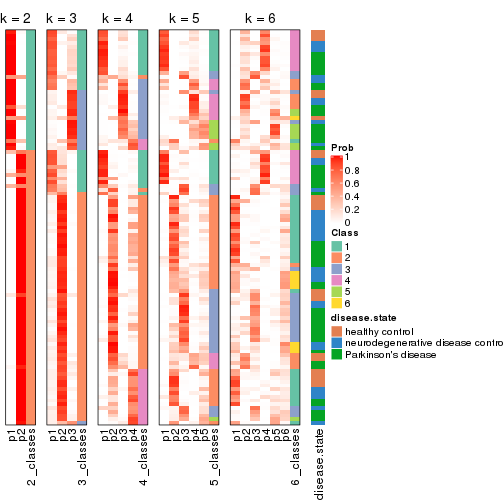 k = 2
k = 3
k = 4
k = 5
k = 6
Prob
1
0.8
0.6
0.4
0.2
0
Class
1
2
3
4
5
6
disease.state
healthy control
neurodegenerative disease contro
Parkinson's disease
p1
p2
2_classes
p1
p2
p3
3_classes
p1
p2
p3
p4
4_classes
p1
p2
p3
p4
p5
5_classes
p1
p2
p3
p4
p5
p6
6_classes
disease.state